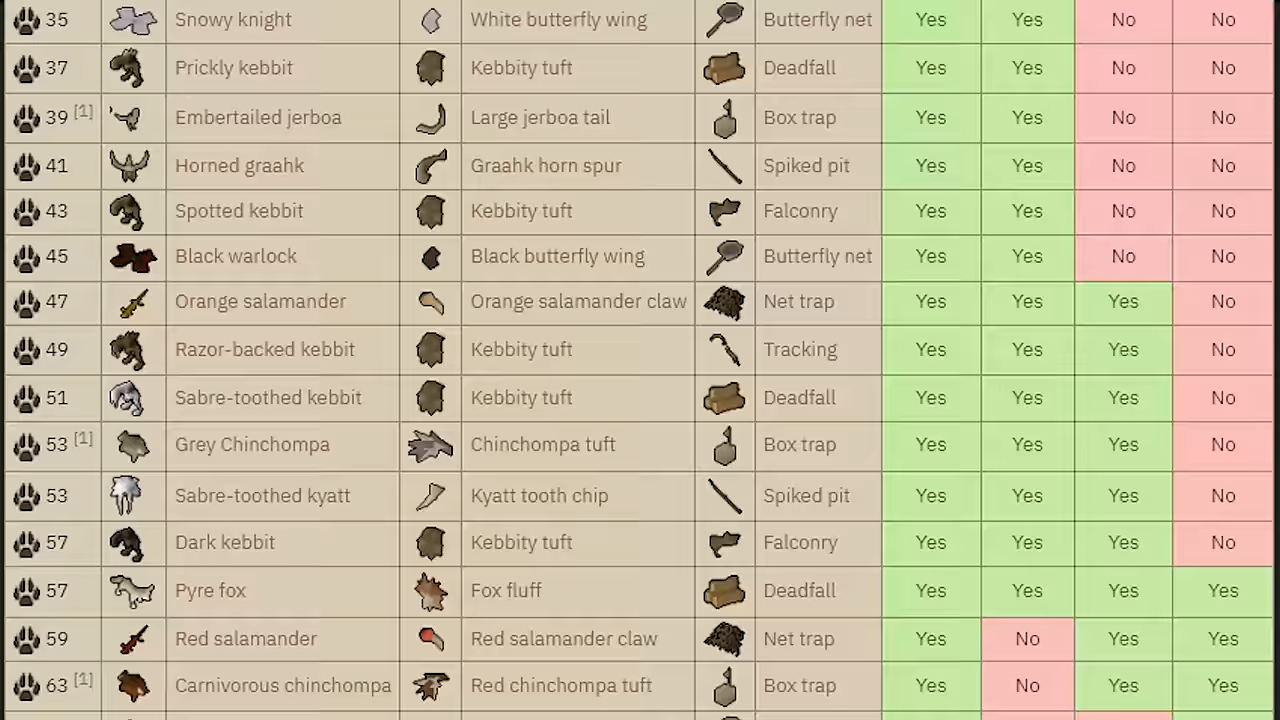 35 Snowy knight White butterfly wing Butterfly net Yes Yes No No
37 Prickly kebbit Kebbity tuft Deadfall Yes Yes No No
39 [1] Embertailed jerboa Large jerboa tail Box trap Yes Yes No No
41 Horned graahk Graahk horn spur Spiked pit Yes Yes No No
43 Spotted kebbit Kebbity tuft Falconry Yes Yes No No
45 Black warlock Black butterfly wing Butterfly net Yes Yes No No
47 Orange salamander Orange salamander claw Net trap Yes Yes Yes No
49 Razor-backed kebbit Kebbity tuft Tracking Yes Yes Yes No
51 Sabre-toothed kebbit Kebbity tuft Deadfall Yes Yes Yes No
53 [1] Grey Chinchompa Chinchompa tuft Box trap Yes Yes Yes No
53 Sabre-toothed kyatt Kyatt tooth chip Spiked pit Yes Yes Yes No
57 Dark kebbit Kebbity tuft Falconry Yes Yes Yes No
57 Pyre fox Fox fluff Deadfall Yes Yes Yes Yes
59 Red salamander Red salamander claw Net trap Yes No Yes Yes
63 [1] Carnivorous chinchompa Red chinchompa tuft Box trap Yes No Yes Yes